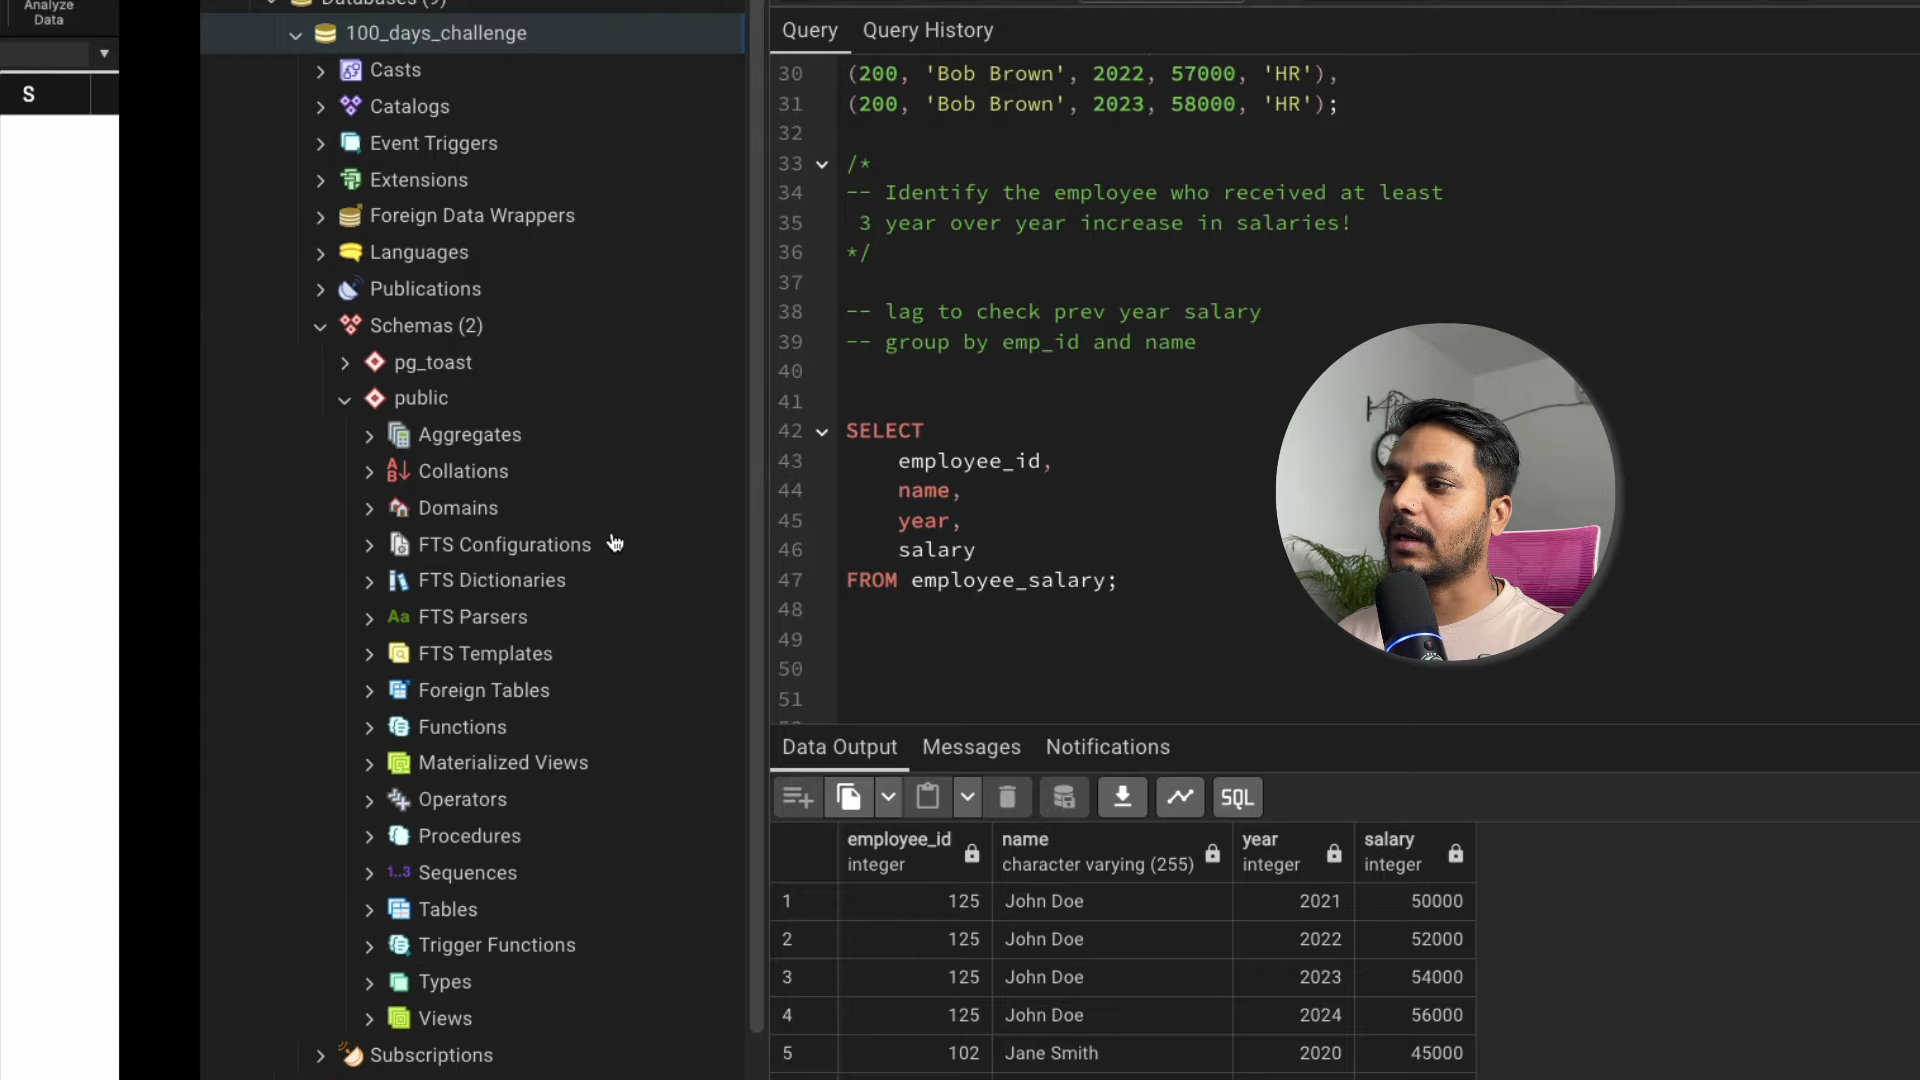 Analyze
Data
S
Databases (9)
100_days_challenge
Casts
Catalogs
Event Triggers
Extensions
Foreign Data Wrappers
Languages
Publications
Schemas (2)
pg_toast
public
Aggregates
Collations
Domains
FTS Configurations
FTS Dictionaries
Aa FTS Parsers
FTS Templates
Foreign Tables
Functions
Materialized Views
Operators
Procedures
1..3 Sequences
Tables
Trigger Functions
Types
Views
Subscriptions
Query Query History
30 (200, 'Bob Brown', 2022, 57000, 'HR'),
31 (200, 'Bob Brown', 2023, 58000, 'HR');
32
33 /*
34 -- Identify the employee who received at least
35 3 year over year increase in salaries!
36 */
37
38 -- lag to check prev year salary
39 -- group by emp_id and name
40
41
42 SELECT
43 employee_id,
44 name,
45 year,
46 salary
47 FROM employee_salary;
48
49
50
51
Data Output Messages Notifications
SQL
employee_id name year salary
integer character varying (255) integer integer
1 125 John Doe 2021 50000
2 125 John Doe 2022 52000
3 125 John Doe 2023 54000
4 125 John Doe 2024 56000
5 102 Jane Smith 2020 45000